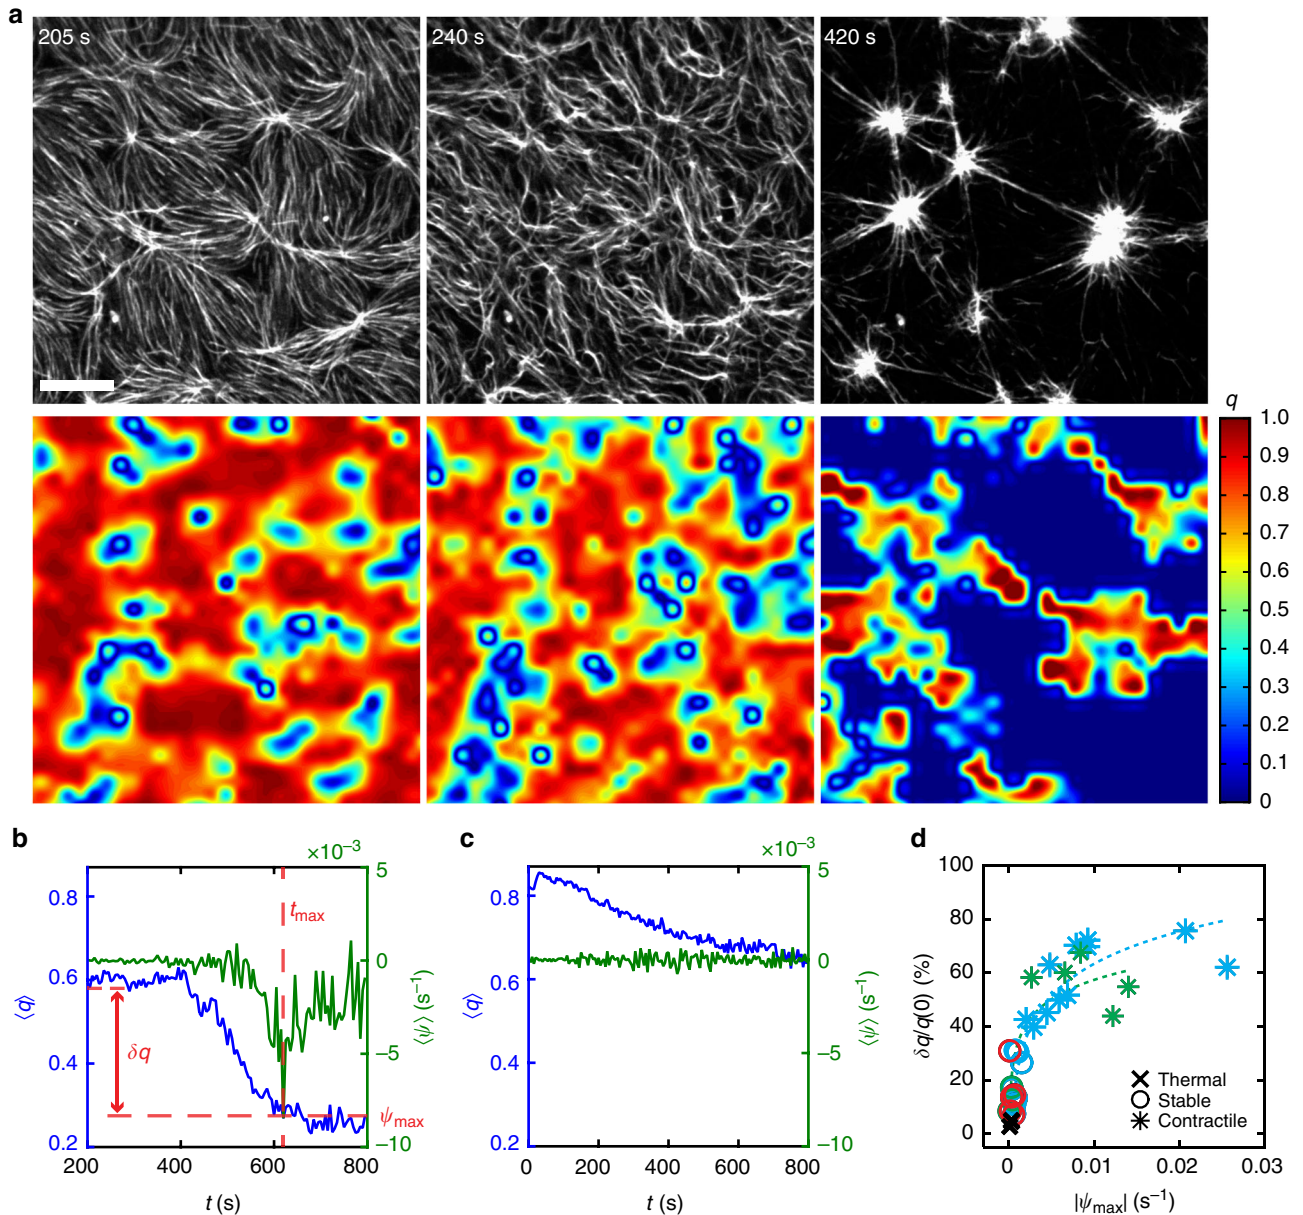 a
205 s
240 s
420 s
q
1.0
0.9
0.8
0.7
0.6
0.5
0.4
0.3
0.2
0.1
0
b
×10⁻³
0.8
0.6
0.4
0.2
⟨q⟩
5
0
−5
−10
⟨ψ⟩ (s⁻¹)
t_max
δq
ψ_max
200
400
600
800
t (s)
c
×10⁻³
0.8
0.6
0.4
0.2
⟨q⟩
5
0
−5
−10
⟨ψ⟩ (s⁻¹)
0
200
400
600
800
t (s)
d
100
80
60
40
20
0
δq/q(0) (%)
Thermal
Stable
Contractile
0
0.01
0.02
0.03
|ψ_max| (s⁻¹)